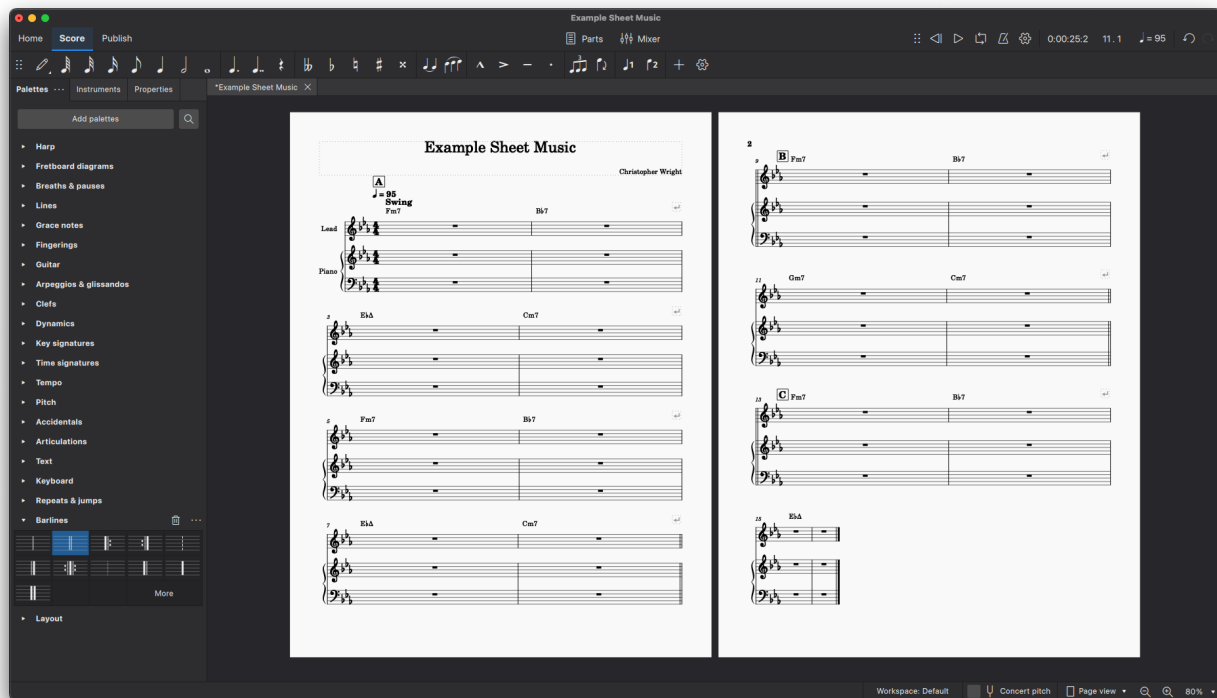 Example Sheet Music
Home Score Publish Parts Mixer 0:00:25:2 11. 1 ♩= 95
Palettes ··· Instruments Properties *Example Sheet Music
Add palettes
Harp
Fretboard diagrams
Breaths & pauses
Lines
Grace notes
Fingerings
Guitar
Arpeggios & glissandos
Clefs
Dynamics
Key signatures
Time signatures
Tempo
Pitch
Accidentals
Articulations
Text
Keyboard
Repeats & jumps
Barlines
More
Layout
Example Sheet Music
Christopher Wright
A
♩= 95
Swing
Fm7 B♭7
Lead
Piano
3 E♭Δ Cm7
5 Fm7 B♭7
7 E♭Δ Cm7
2
9 B Fm7 B♭7
11 Gm7 Cm7
13 C Fm7 B♭7
15 E♭Δ
Workspace: Default Concert pitch Page view 80%